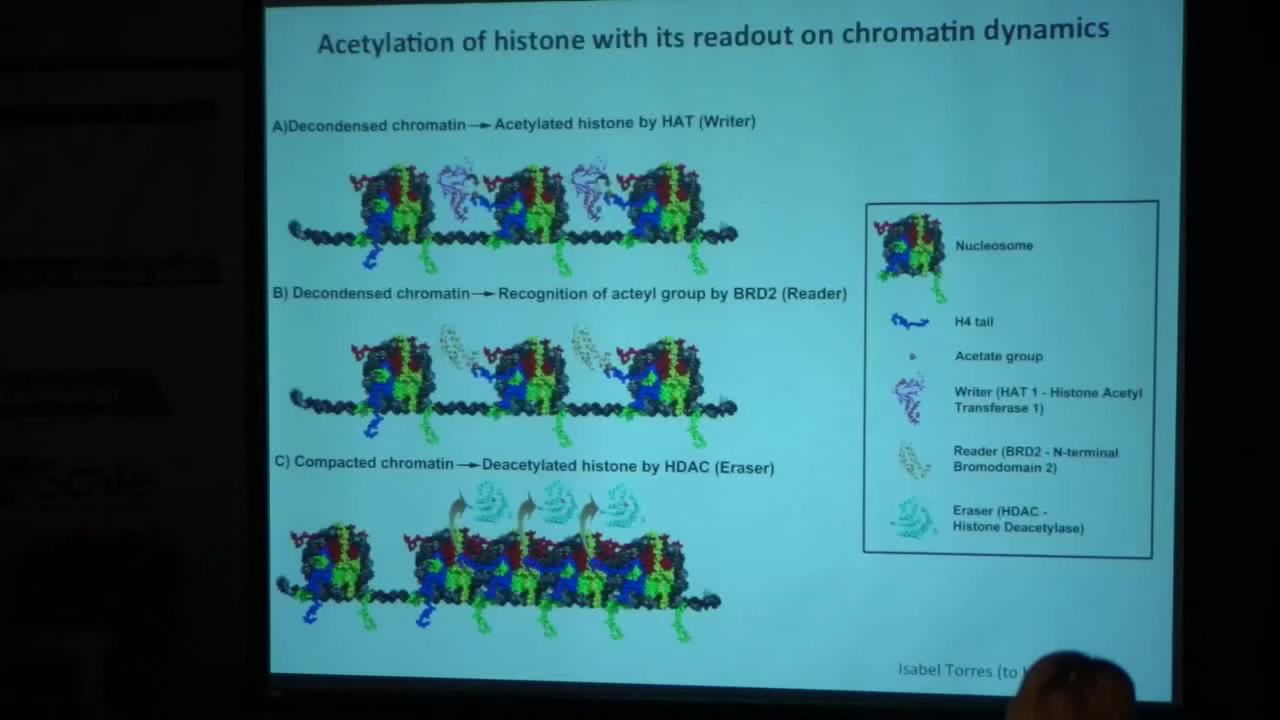 Acetylation of histone with its readout on chromatin dynamics
A)Decondensed chromatin → Acetylated histone by HAT (Writer)
B) Decondensed chromatin → Recognition of acteyl group by BRD2 (Reader)
C) Compacted chromatin → Deacetylated histone by HDAC (Eraser)
Nucleosome
H4 tail
Acetate group
Writer (HAT 1 - Histone Acetyl
Transferase 1)
Reader (BRD2 - N-terminal
Bromodomain 2)
Eraser (HDAC -
Histone Deacetylase)
Isabel Torres (to
Scale